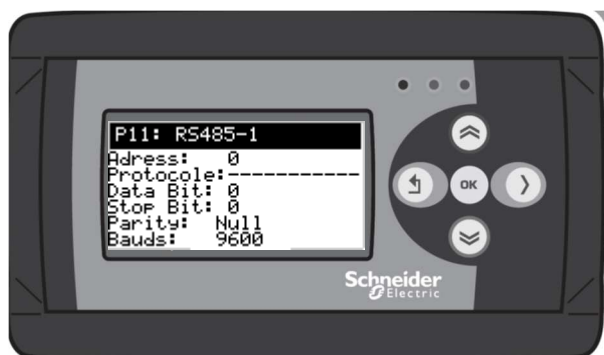 P11: RS485-1
Adress: 0
Protocole:-----------
Data Bit: 0
Stop Bit: 0
Parity: Null
Bauds: 9600
OK
Schneider
Electric